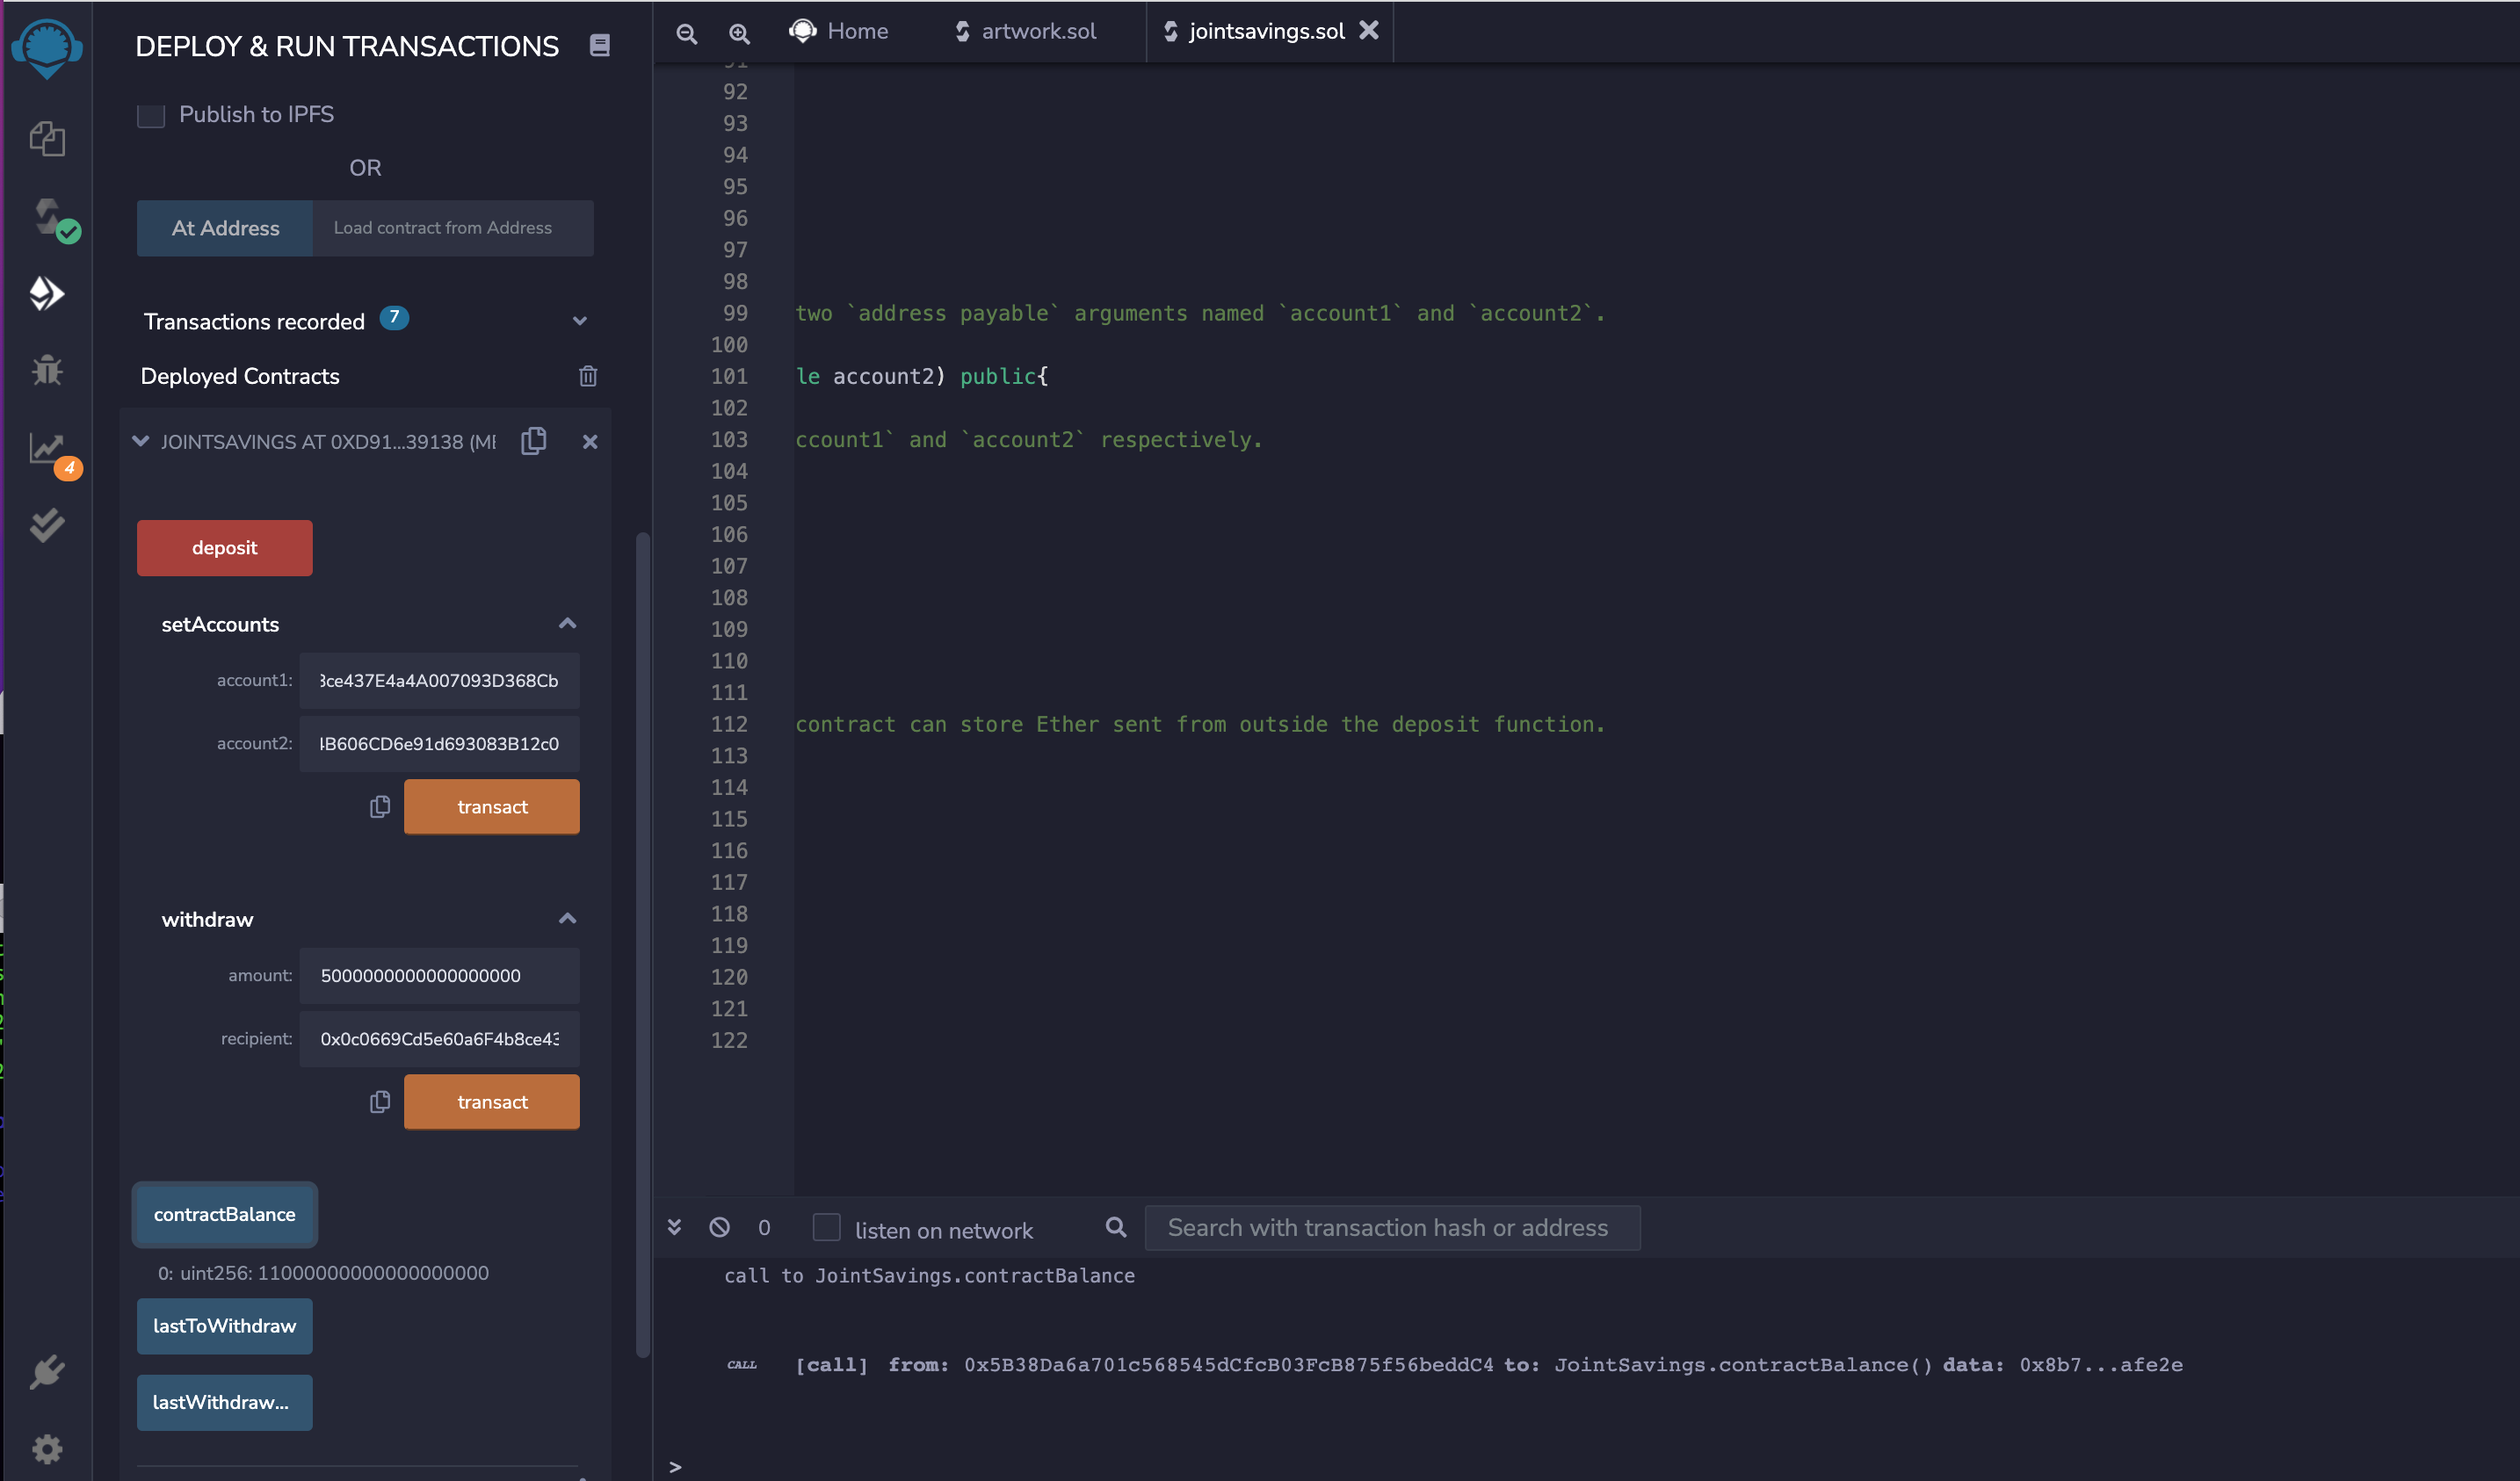 DEPLOY & RUN TRANSACTIONS
Publish to IPFS
OR
At Address
Load contract from Address
Transactions recorded 7
Deployed Contracts
JOINTSAVINGS AT 0XD91...39138 (ME
4
deposit
setAccounts
account1: 3ce437E4a4A007093D368Cb
account2: 4B606CD6e91d693083B12c0
transact
withdraw
amount: 5000000000000000000
recipient: 0x0c0669Cd5e60a6F4b8ce43
transact
contractBalance
0: uint256: 11000000000000000000
lastToWithdraw
lastWithdraw...
Home
artwork.sol
jointsavings.sol
91
92
93
94
95
96
97
98
99 two `address payable` arguments named `account1` and `account2`.
100
101 le account2) public{
102
103 ccount1` and `account2` respectively.
104
105
106
107
108
109
110
111
112 contract can store Ether sent from outside the deposit function.
113
114
115
116
117
118
119
120
121
122
0
listen on network
Search with transaction hash or address
call to JointSavings.contractBalance
CALL [call] from: 0x5B38Da6a701c568545dCfcB03FcB875f56beddC4 to: JointSavings.contractBalance() data: 0x8b7...afe2e
>